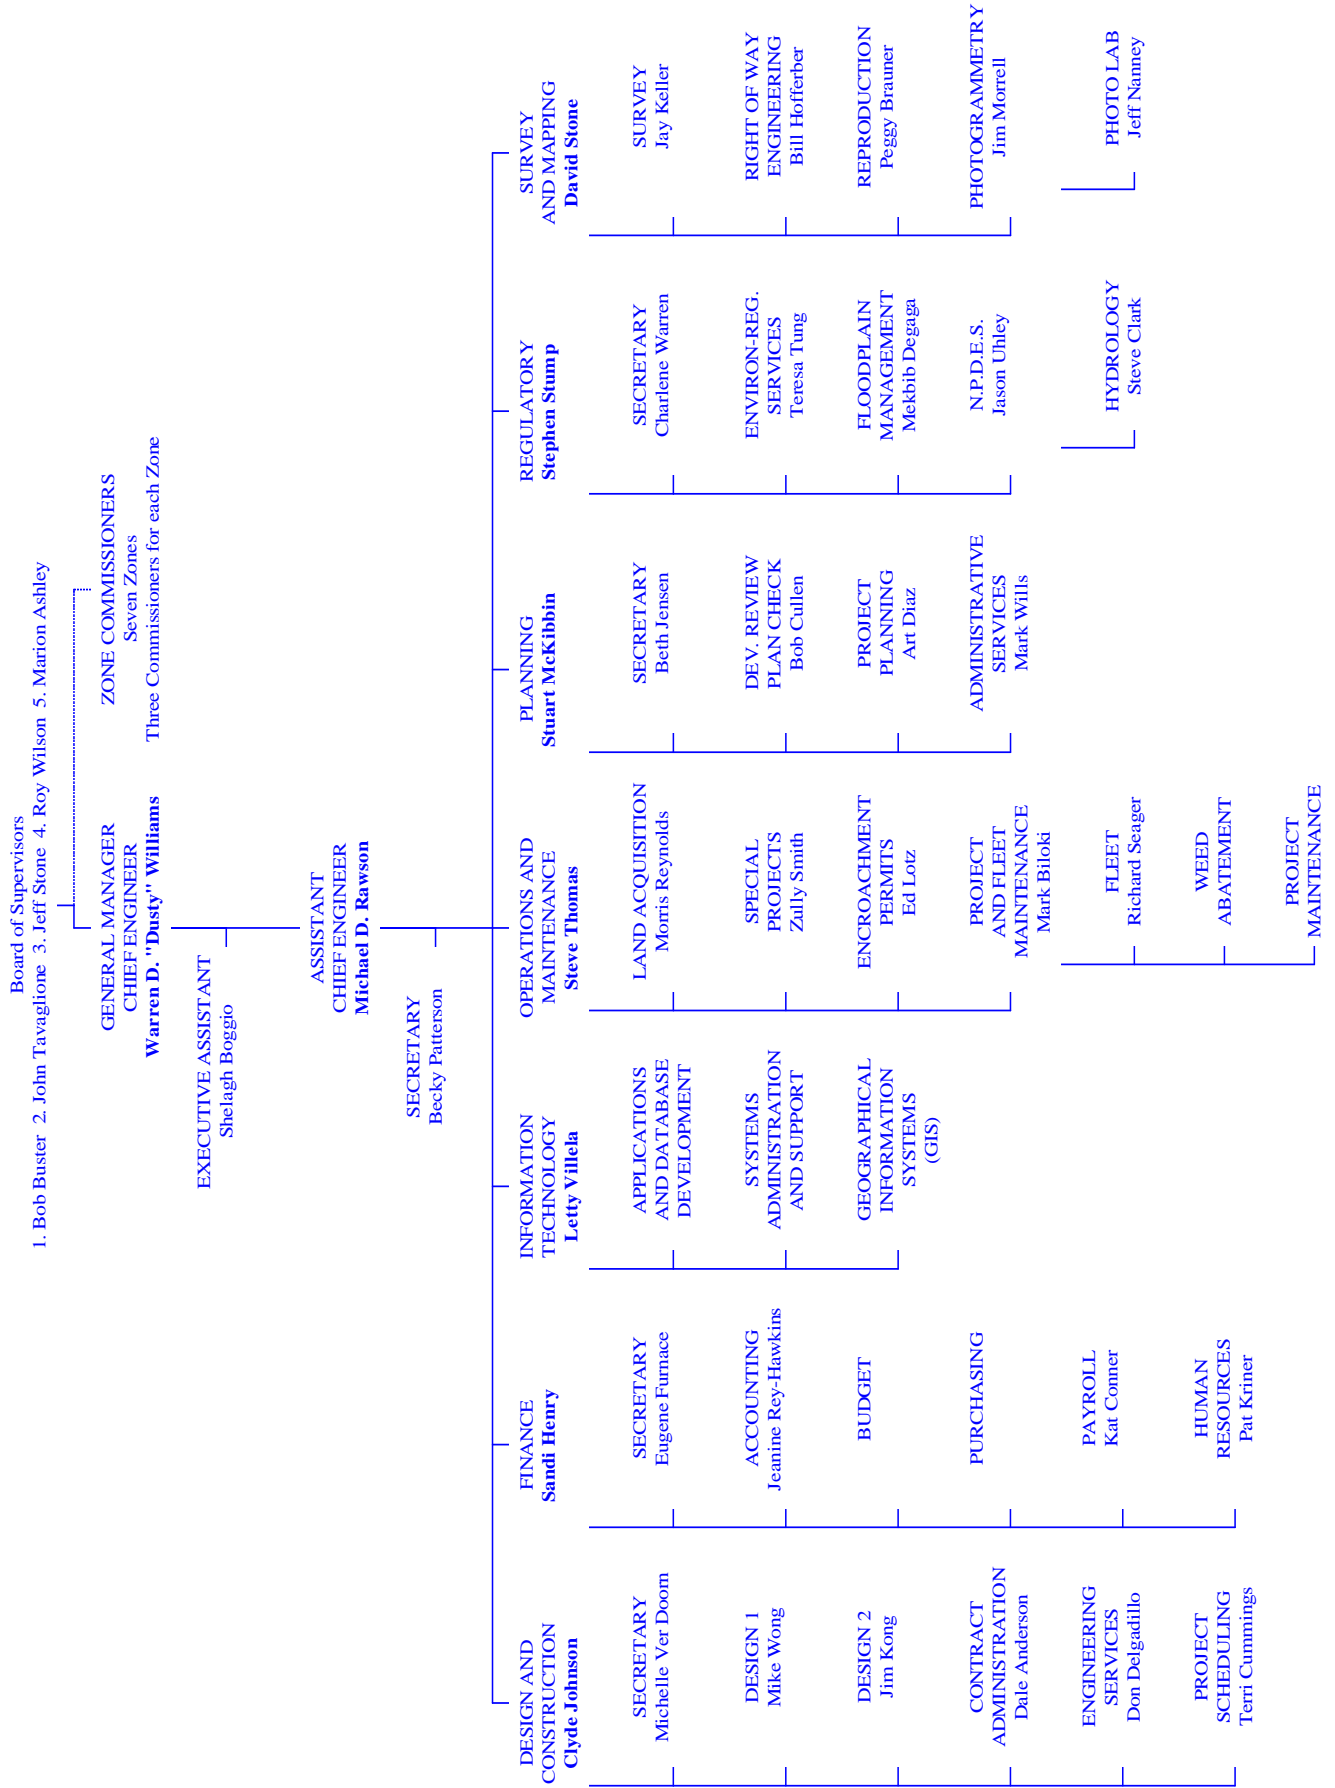 Board of Supervisors
1. Bob Buster 2. John Tavaglione 3. Jeff Stone 4. Roy Wilson 5. Marion Ashley
GENERAL MANAGER
CHIEF ENGINEER
Warren D. "Dusty" Williams
ZONE COMMISSIONERS
Seven Zones
Three Commissioners for each Zone
EXECUTIVE ASSISTANT
Shelagh Boggio
ASSISTANT
CHIEF ENGINEER
Michael D. Rawson
SECRETARY
Becky Patterson
DESIGN AND
CONSTRUCTION
Clyde Johnson
SECRETARY
Michelle Ver Doorn
DESIGN 1
Mike Wong
DESIGN 2
Jim Kong
CONTRACT
ADMINISTRATION
Dale Anderson
ENGINEERING
SERVICES
Don Delgadillo
PROJECT
SCHEDULING
Terri Cummings
FINANCE
Sandi Henry
SECRETARY
Eugene Furnace
ACCOUNTING
Jeanine Rey-Hawkins
BUDGET
PURCHASING
PAYROLL
Kat Conner
HUMAN
RESOURCES
Pat Kriner
INFORMATION
TECHNOLOGY
Letty Villela
APPLICATIONS
AND DATABASE
DEVELOPMENT
SYSTEMS
ADMINISTRATION
AND SUPPORT
GEOGRAPHICAL
INFORMATION
SYSTEMS
(GIS)
OPERATIONS AND
MAINTENANCE
Steve Thomas
LAND ACQUISITION
Morris Reynolds
SPECIAL
PROJECTS
Zully Smith
ENCROACHMENT
PERMITS
Ed Lotz
PROJECT
AND FLEET
MAINTENANCE
Mark Biloki
FLEET
Richard Seager
WEED
ABATEMENT
PROJECT
MAINTENANCE
PLANNING
Stuart McKibbin
SECRETARY
Beth Jensen
DEV. REVIEW
PLAN CHECK
Bob Cullen
PROJECT
PLANNING
Art Diaz
ADMINISTRATIVE
SERVICES
Mark Wills
REGULATORY
Stephen Stump
SECRETARY
Charlene Warren
ENVIRON-REG.
SERVICES
Teresa Tung
FLOODPLAIN
MANAGEMENT
Mekbib Degaga
N.P.D.E.S.
Jason Uhley
HYDROLOGY
Steve Clark
SURVEY
AND MAPPING
David Stone
SURVEY
Jay Keller
RIGHT OF WAY
ENGINEERING
Bill Hofferber
REPRODUCTION
Peggy Brauner
PHOTOGRAMMETRY
Jim Morrell
PHOTO LAB
Jeff Nanney